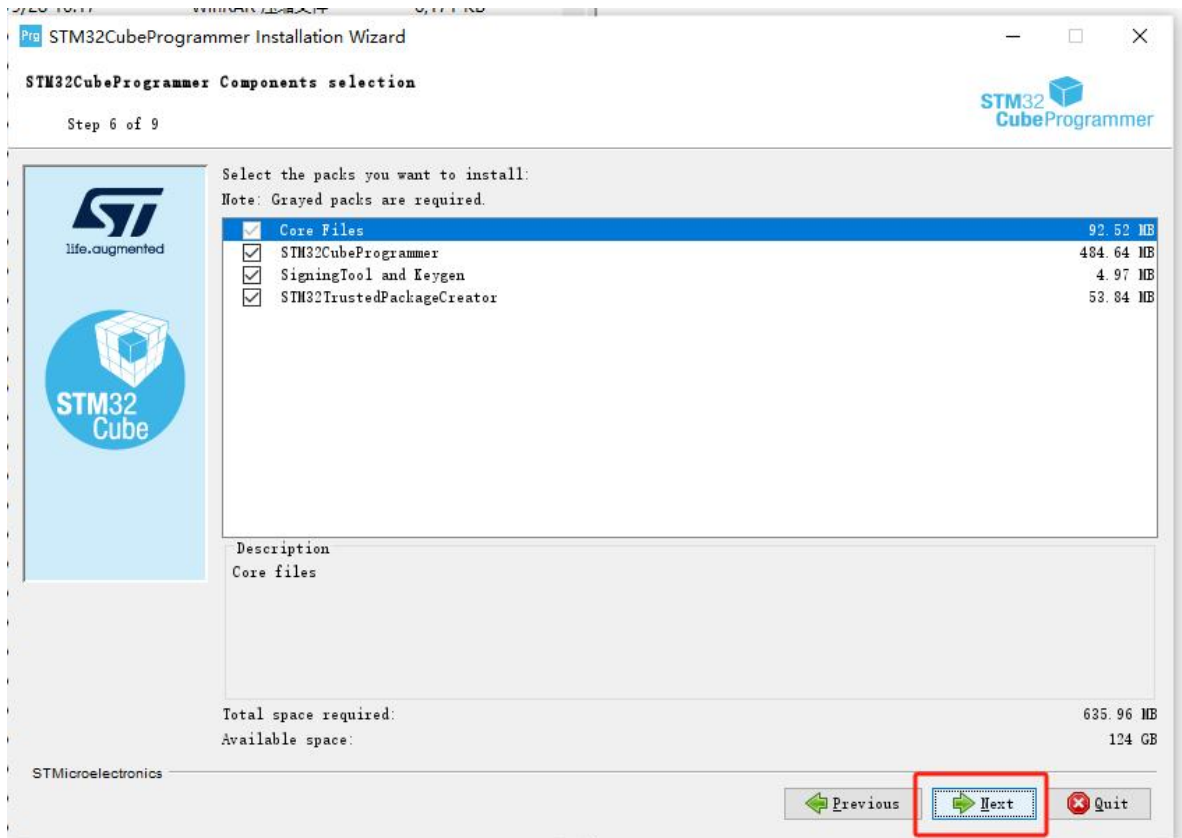 STM32CubeProgrammer Installation Wizard
STM32CubeProgrammer Components selection
Step 6 of 9
STM32
CubeProgrammer
life.augmented
STM32
Cube
Select the packs you want to install:
Note: Grayed packs are required.
Core Files 92.52 MB
STM32CubeProgrammer 484.64 MB
SigningTool and Keygen 4.97 MB
STM32TrustedPackageCreator 53.84 MB
Description
Core files
Total space required: 635.96 MB
Available space: 124 GB
STMicroelectronics
Previous Next Quit